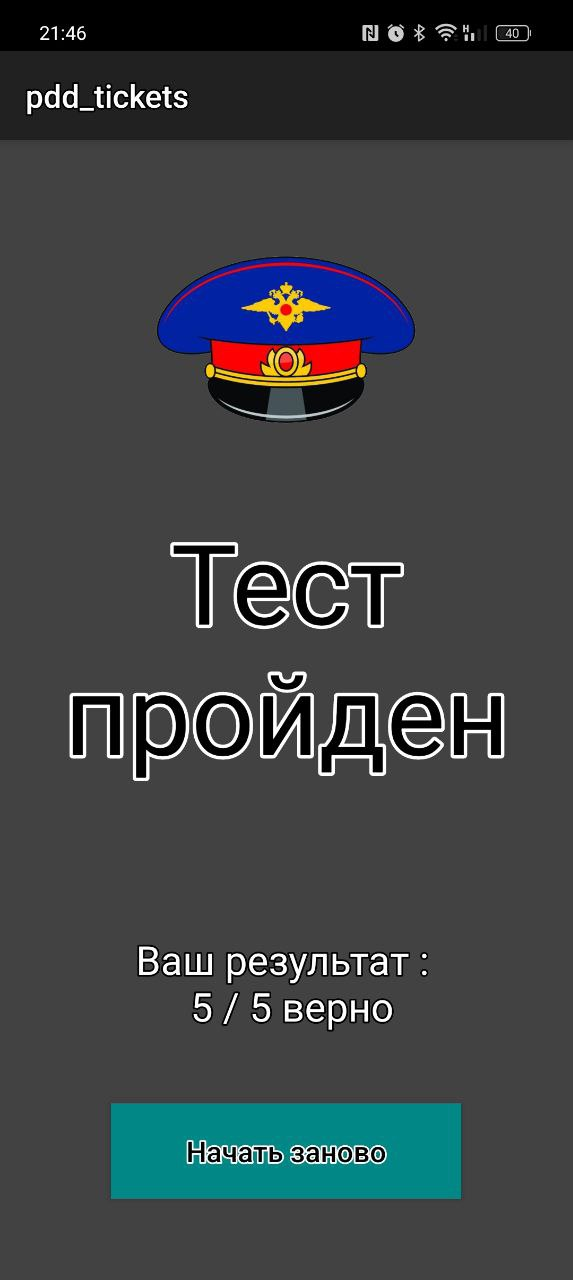 21:46
40
pdd_tickets
Тест
пройден
Ваш результат :
5 / 5 верно
Начать заново